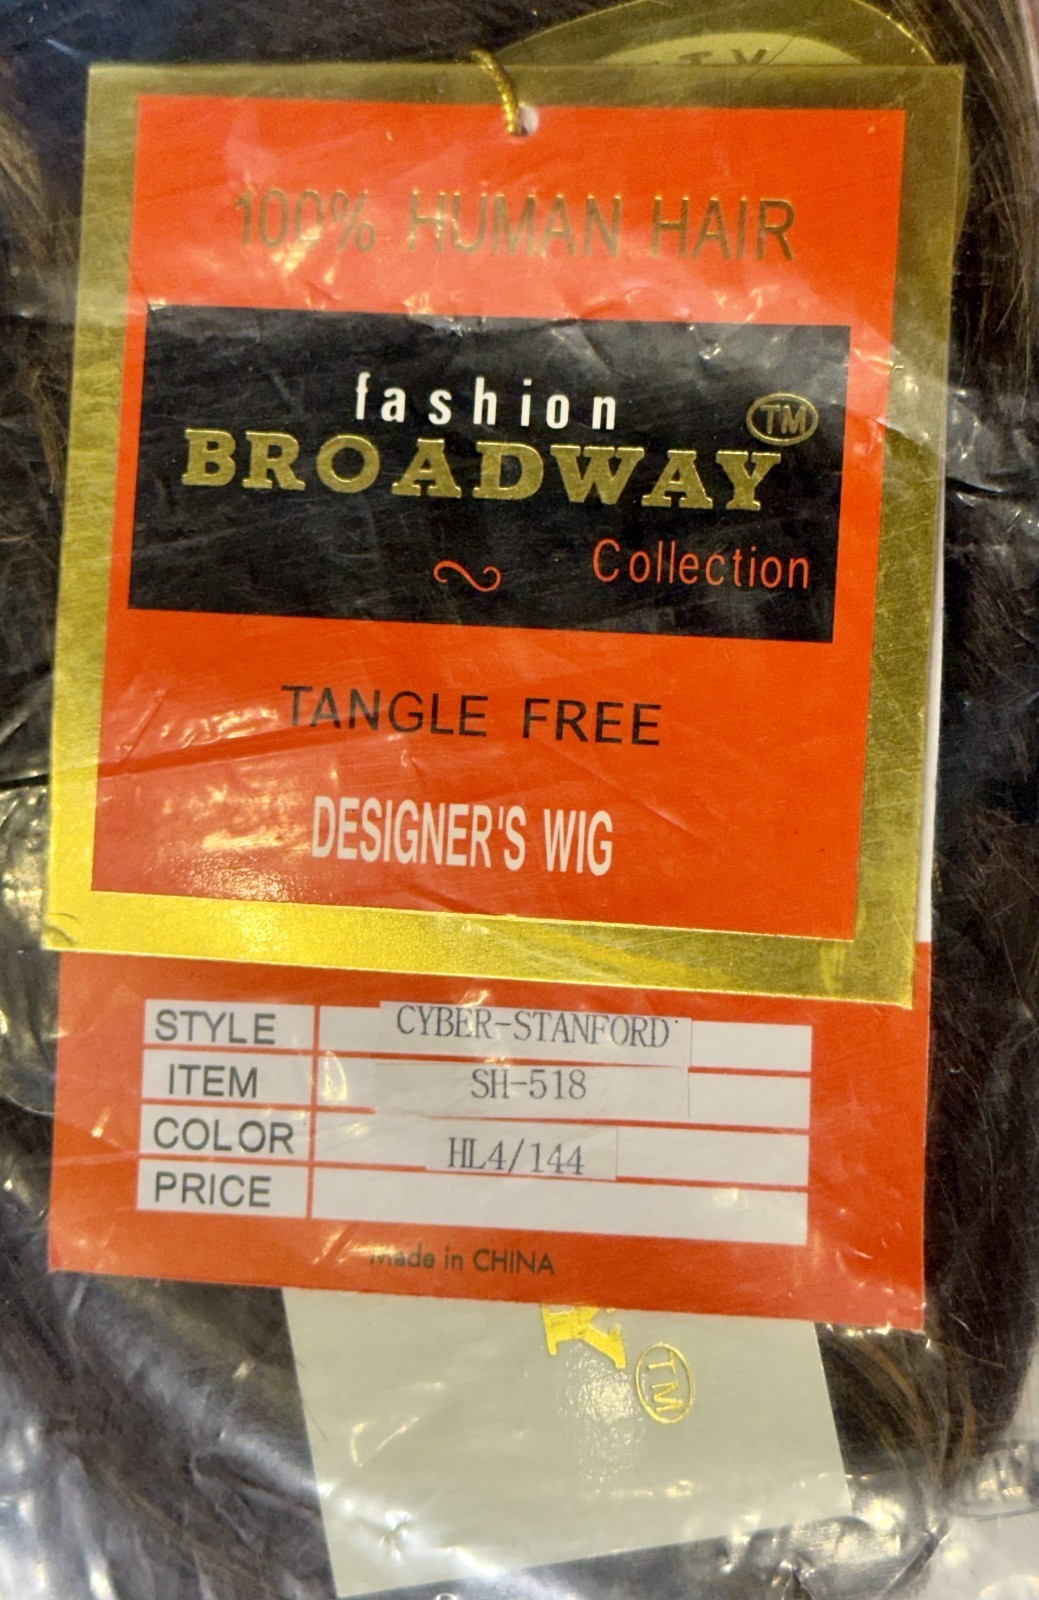 TY
100% HUMAN HAIR
fashion
BROADWAY TM
Collection
TANGLE FREE
DESIGNER'S WIG
STYLE CYBER-STANFORD
ITEM SH-518
COLOR HL4/144
PRICE
Made in CHINA
Y TM